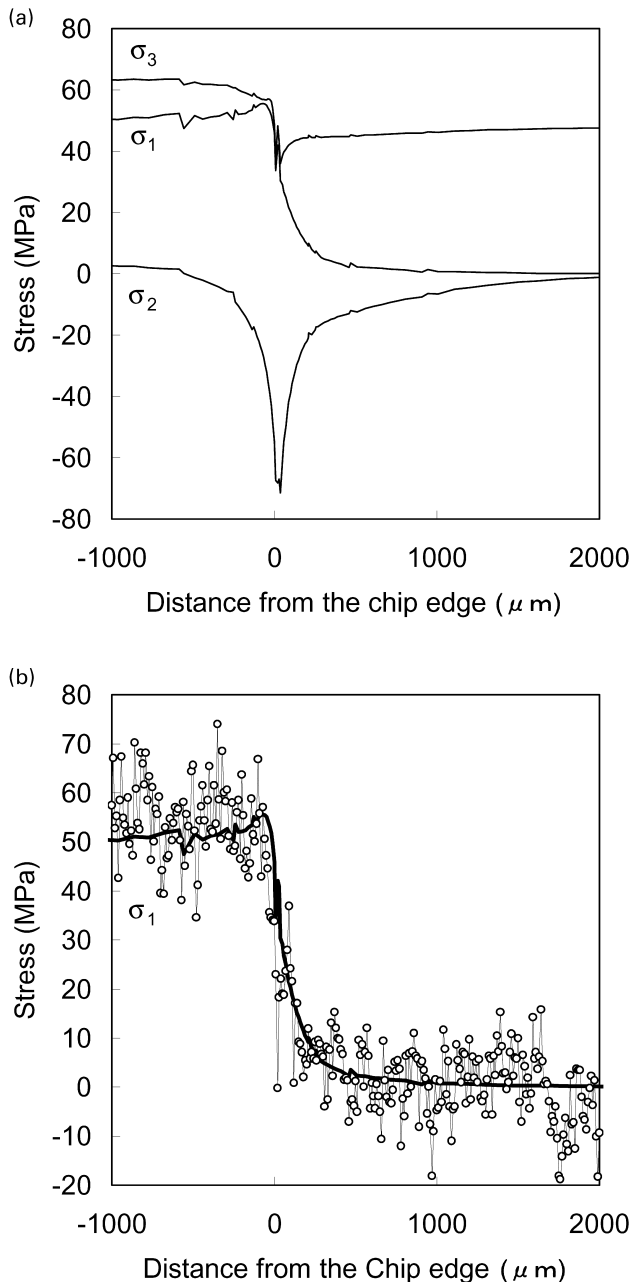 (a)
80
60
40
20
0
-20
-40
-60
-80
Stress (MPa)
σ3
σ1
σ2
-1000 0 1000 2000
Distance from the chip edge (μm)
(b)
80
70
60
50
40
30
20
10
0
-10
-20
Stress (MPa)
σ1
-1000 0 1000 2000
Distance from the Chip edge (μm)